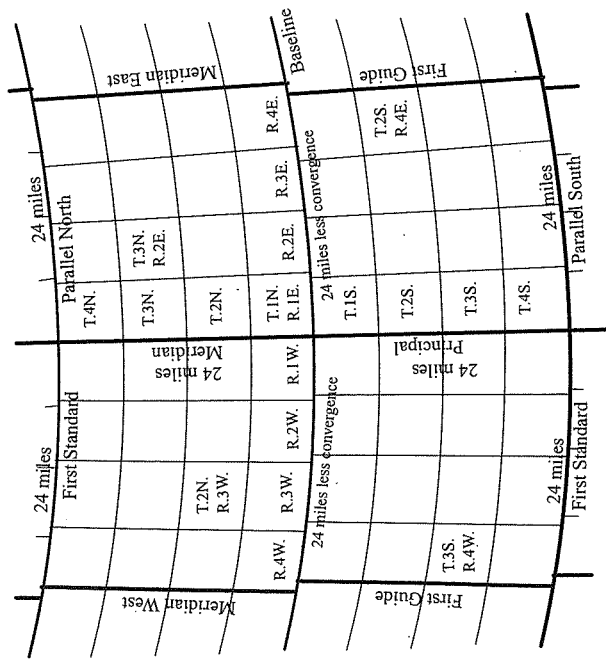 24 miles
24 miles
First Standard
Parallel North
T.4N.
T.3N.
T.3N.
R.2E.
T.2N.
T.2N.
R.3W.
Meridian West
24 miles
Meridian
Meridian East
R.4W.
R.3W.
R.2W.
R.1W.
T.1N.
R.1E.
R.2E.
R.3E.
R.4E.
Baseline
24 miles less convergence
24 miles less convergence
T.1S.
T.2S.
T.2S.
R.4E.
T.3S.
T.3S.
R.4W.
T.4S.
First Guide
Principal
24 miles
First Guide
24 miles
24 miles
First Standard
Parallel South